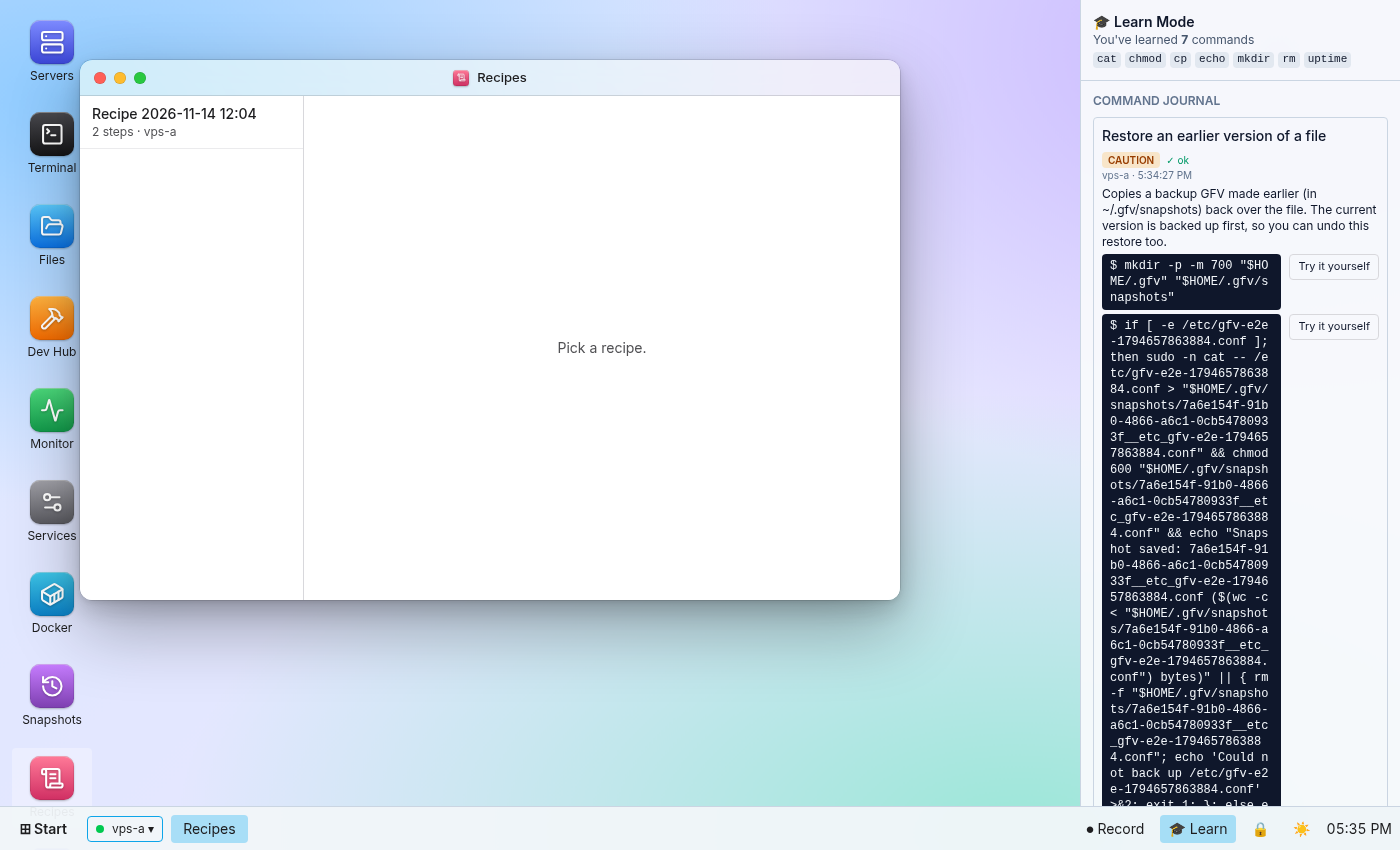 Servers
Terminal
Files
Dev Hub
Monitor
Services
Docker
Snapshots
Recipes
Recipes
Recipe 2026-11-14 12:04
2 steps · vps-a
Pick a recipe.
🎓 Learn Mode
You've learned 7 commands
cat chmod cp echo mkdir rm uptime
COMMAND JOURNAL
Restore an earlier version of a file
CAUTION ✓ ok
vps-a · 5:34:27 PM
Copies a backup GFV made earlier (in
~/.gfv/snapshots) back over the file. The current
version is backed up first, so you can undo this
restore too.
$ mkdir -p -m 700 "$HO
ME/.gfv" "$HOME/.gfv/s
napshots"
Try it yourself
$ if [ -e /etc/gfv-e2e
-1794657863884.conf ];
then sudo -n cat -- /e
tc/gfv-e2e-17946578638
84.conf > "$HOME/.gfv/
snapshots/7a6e154f-91b
0-4866-a6c1-0cb5478093
3f__etc_gfv-e2e-179465
7863884.conf" && chmod
600 "$HOME/.gfv/snapsh
ots/7a6e154f-91b0-4866
-a6c1-0cb54780933f__et
c_gfv-e2e-179465786388
4.conf" && echo "Snaps
hot saved: 7a6e154f-91
b0-4866-a6c1-0cb547809
33f__etc_gfv-e2e-17946
57863884.conf ($(wc -c
< "$HOME/.gfv/snapshot
s/7a6e154f-91b0-4866-a
6c1-0cb54780933f__etc_
gfv-e2e-1794657863884.
conf") bytes)" || { rm
-f "$HOME/.gfv/snapsho
ts/7a6e154f-91b0-4866-
a6c1-0cb54780933f__etc
_gfv-e2e-179465786388
4.conf"; echo 'Could n
ot back up /etc/gfv-e2
e-1794657863884.conf'
>&2; exit 1; }; else e
Try it yourself
⊞ Start
vps-a ▾
Recipes
● Record
🎓 Learn
05:35 PM